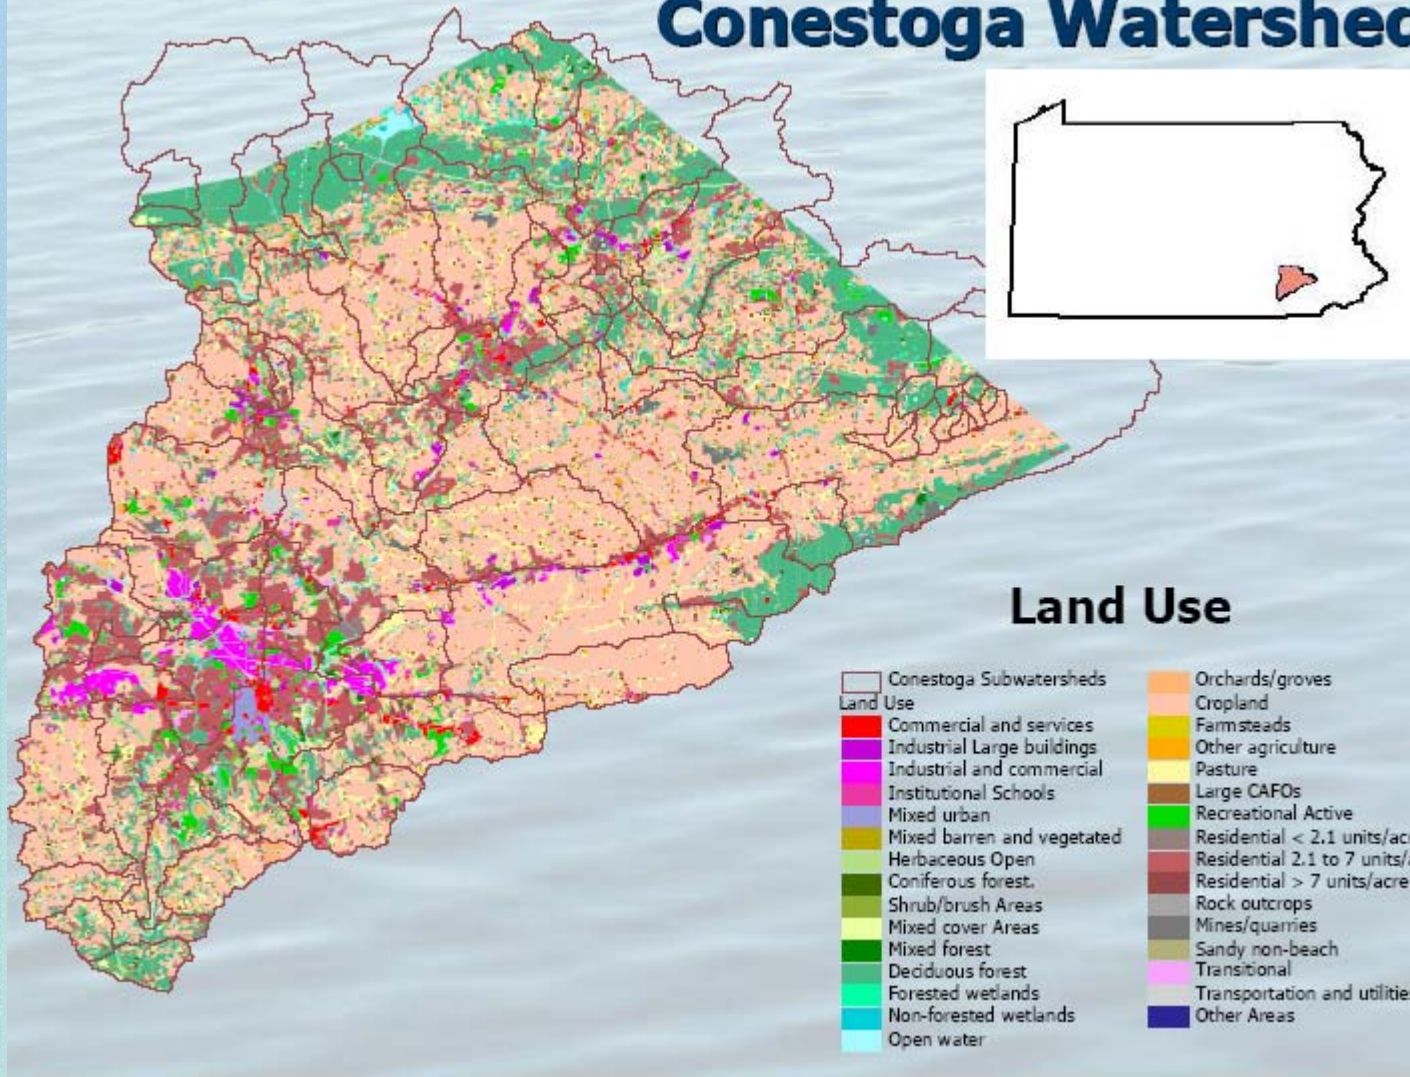 Conestoga Watershed
Land Use
Conestoga Subwatersheds
Land Use
Commercial and services
Industrial Large buildings
Industrial and commercial
Institutional Schools
Mixed urban
Mixed barren and vegetated
Herbaceous Open
Coniferous forest.
Shrub/brush Areas
Mixed cover Areas
Mixed forest
Deciduous forest
Forested wetlands
Non-forested wetlands
Open water
Orchards/groves
Cropland
Farmsteads
Other agriculture
Pasture
Large CAFOs
Recreational Active
Residential < 2.1
Residential 2.1 to 7
Residential > 7 units/acre
Rock outcrops
Mines/quarries
Sandy non-beach
Transitional
Transportation and
Other Areas